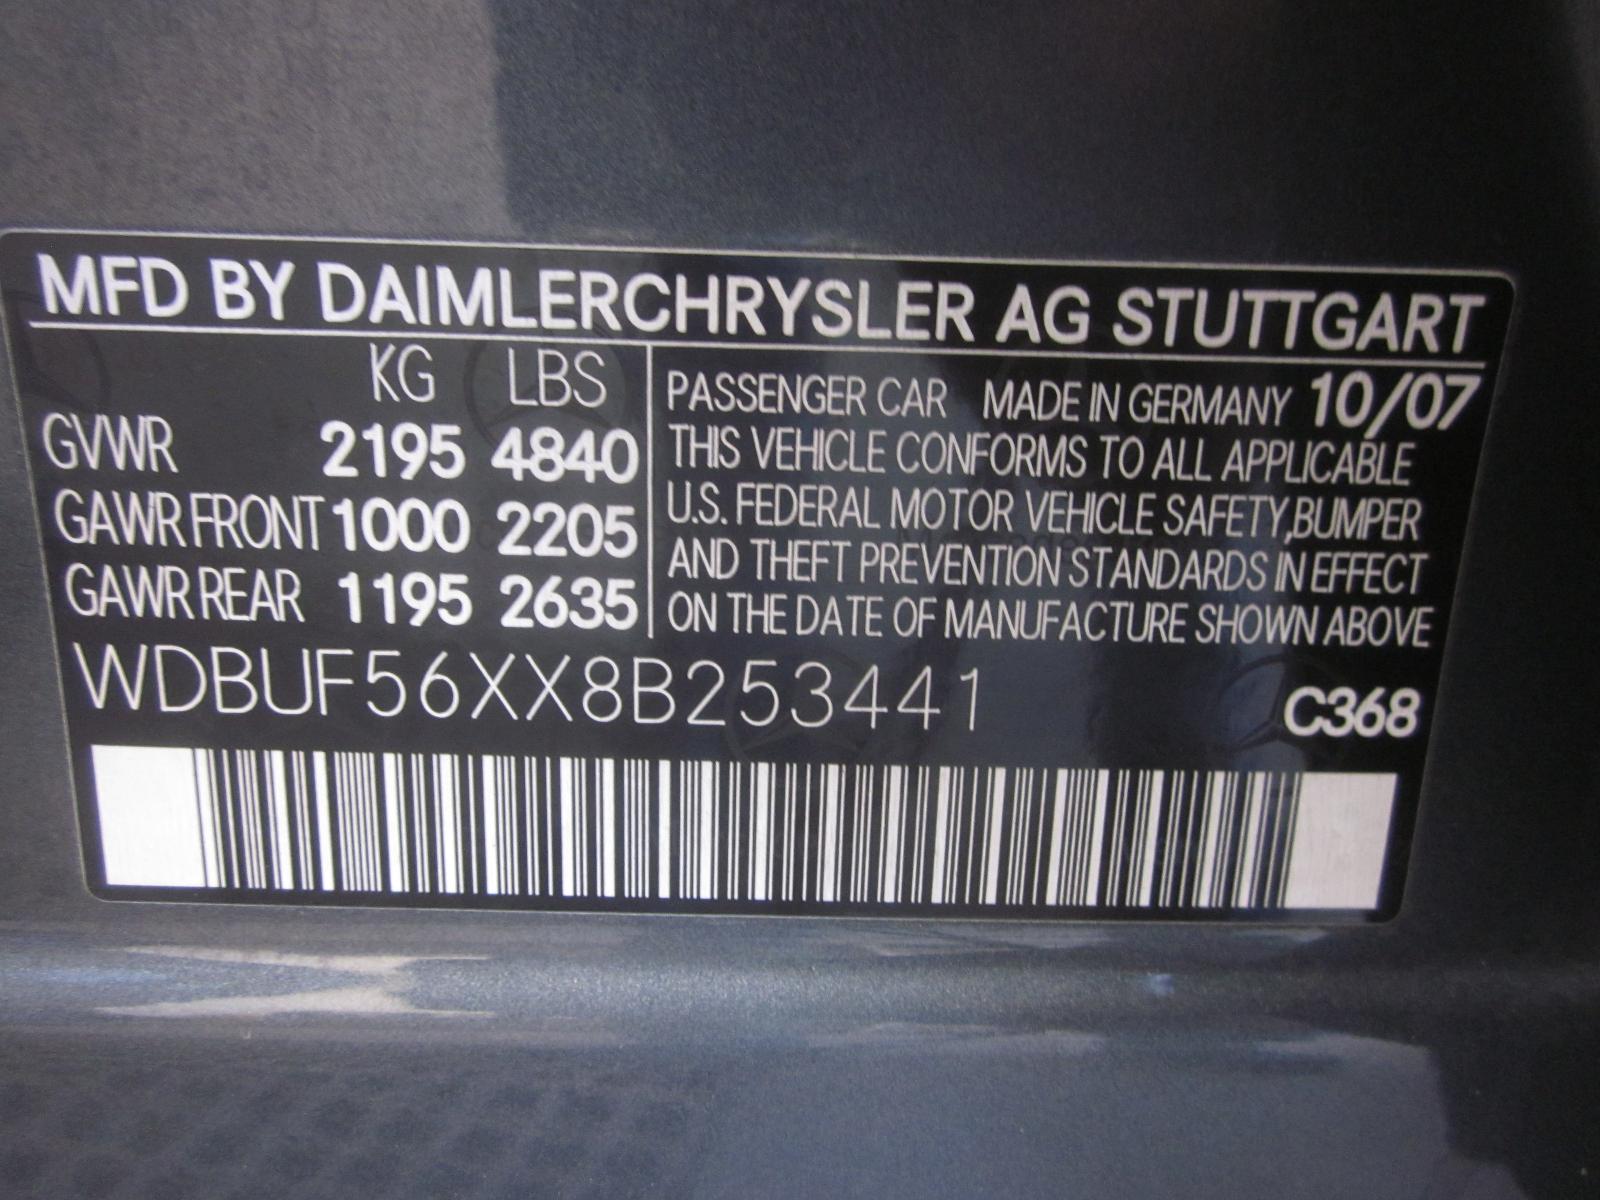 MFD BY DAIMLERCHRYSLER AG STUTTGART
KG LBS
GVWR 2195 4840
GAWR FRONT 1000 2205
GAWR REAR 1195 2635
PASSENGER CAR MADE IN GERMANY 10/07
THIS VEHICLE CONFORMS TO ALL APPLICABLE
U.S. FEDERAL MOTOR VEHICLE SAFETY,BUMPER
AND THEFT PREVENTION STANDARDS IN EFFECT
ON THE DATE OF MANUFACTURE SHOWN ABOVE
WDBUF56XX8B253441
C368